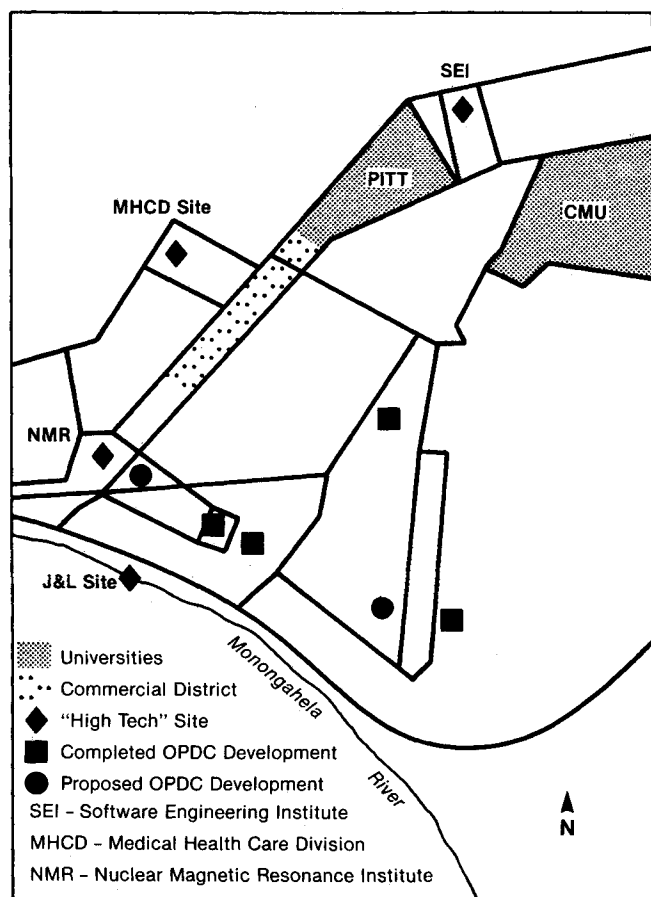 SEI
PITT
CMU
MHCD Site
NMR
J&L Site
Monongahela
River
Universities
Commercial District
"High Tech" Site
Completed OPDC Development
Proposed OPDC Development
SEI – Software Engineering Institute
MHCD – Medical Health Care Division
NMR – Nuclear Magnetic Resonance Institute
N